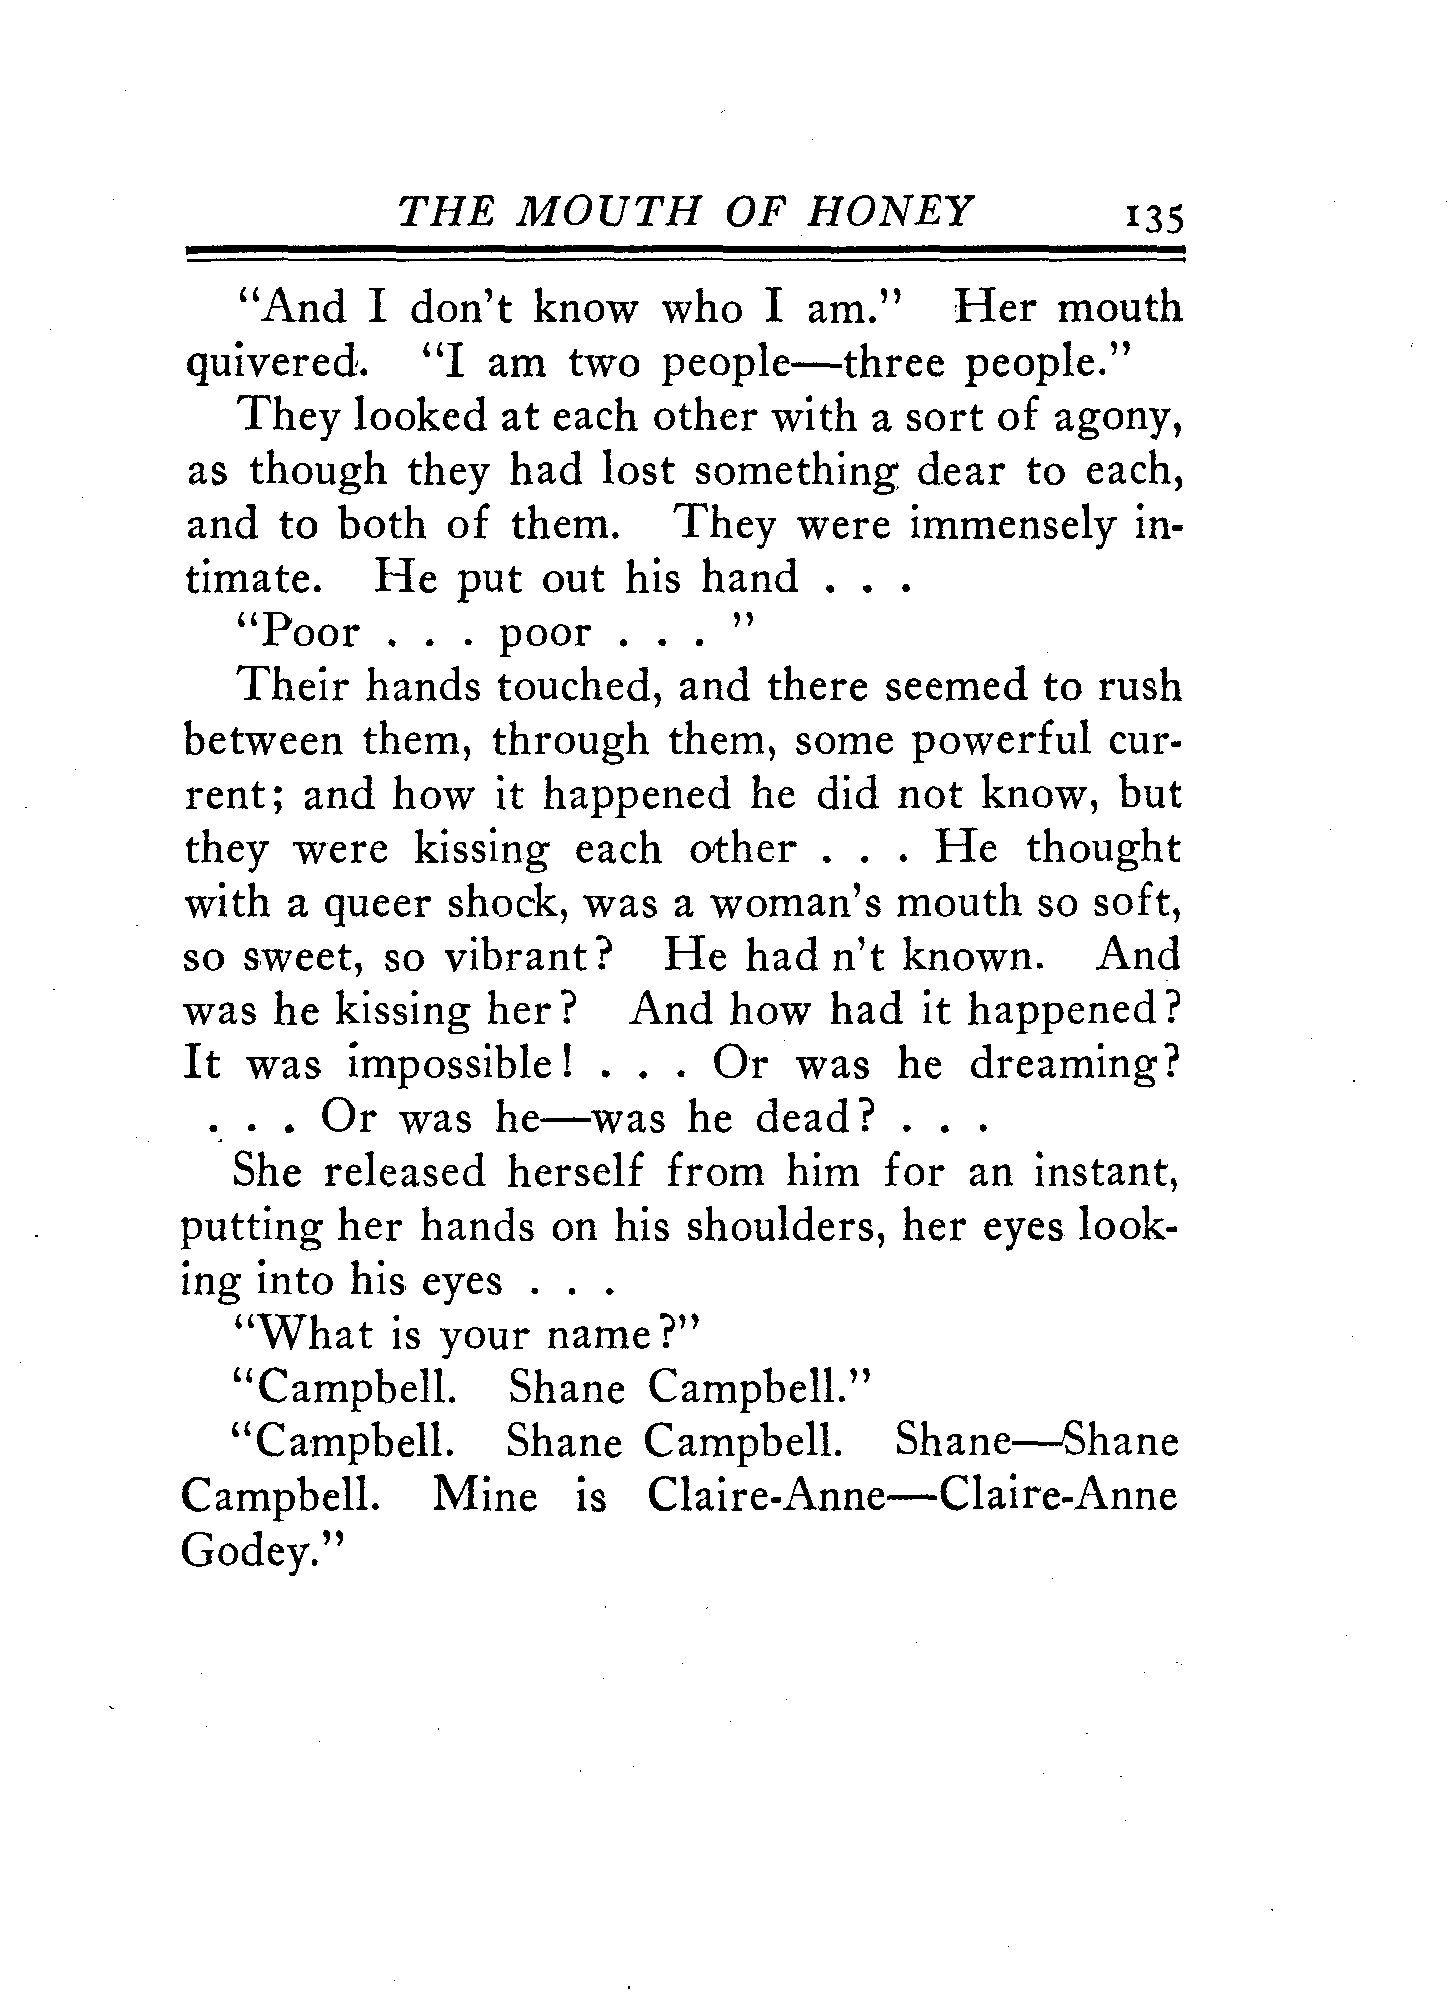 THE MOUTH OF HONEY 135
"And I don't know who I am." Her mouth
quivered. "I am two people—three people."
They looked at each other with a sort of agony,
as though they had lost something dear to each,
and to both of them. They were immensely in-
timate. He put out his hand . . .
"Poor . . . poor . . . "
Their hands touched, and there seemed to rush
between them, through them, some powerful cur-
rent; and how it happened he did not know, but
they were kissing each other . . . He thought
with a queer shock, was a woman's mouth so soft,
so sweet, so vibrant? He had n't known. And
was he kissing her? And how had it happened?
It was impossible! . . . Or was he dreaming?
. . . Or was he—was he dead? . . .
She released herself from him for an instant,
putting her hands on his shoulders, her eyes look-
ing into his eyes . . .
"What is your name?"
"Campbell. Shane Campbell."
"Campbell. Shane Campbell. Shane—Shane
Campbell. Mine is Claire-Anne—Claire-Anne
Godey."